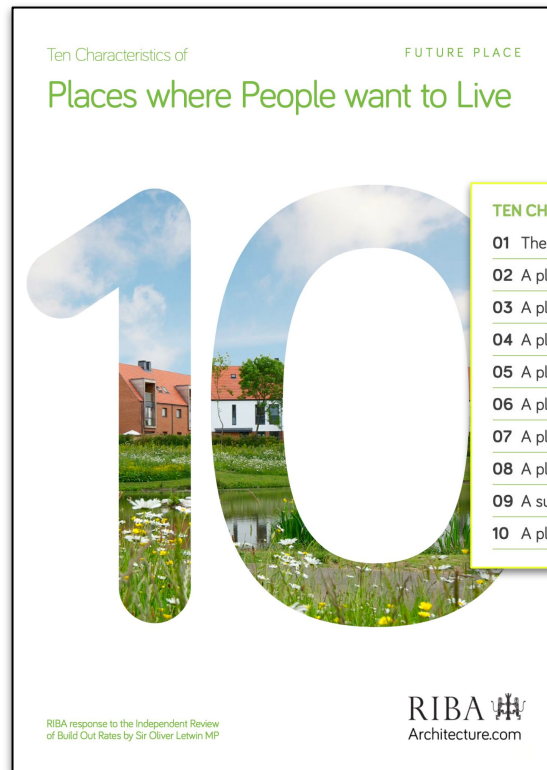 Ten Characteristics of
FUTURE PLACE
Places where People want to Live
10
TEN CH
01 The
02 A pl
03 A pl
04 A pl
05 A pl
06 A pl
07 A pl
08 A pl
09 A su
10 A pl
RIBA response to the Independent Review
of Build Out Rates by Sir Oliver Letwin MP
RIBA
Architecture.com